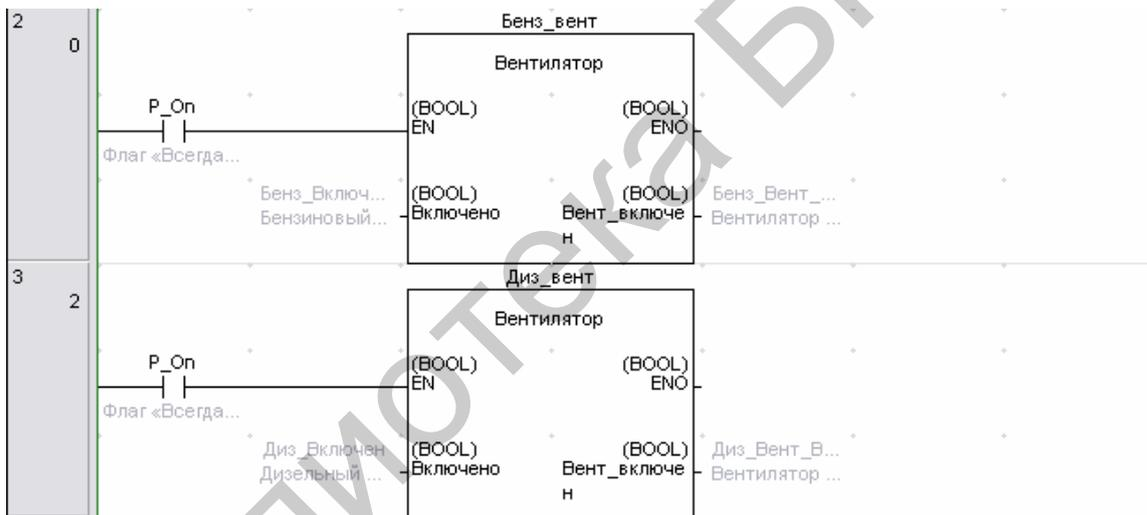 2
0
Бенз_вент
Вентилятор
P_On
Флаг «Всегда...
(BOOL)
EN
(BOOL)
ENO
Бенз_Включ...
Бензиновый...
(BOOL)
Включено
(BOOL)
Вент_включе
н
Бенз_Вент_...
Вентилятор ...
3
2
Диз_вент
Вентилятор
P_On
Флаг «Всегда...
(BOOL)
EN
(BOOL)
ENO
Диз_Включен
Дизельный ...
(BOOL)
Включено
(BOOL)
Вент_включе
н
Диз_Вент_В...
Вентилятор ...